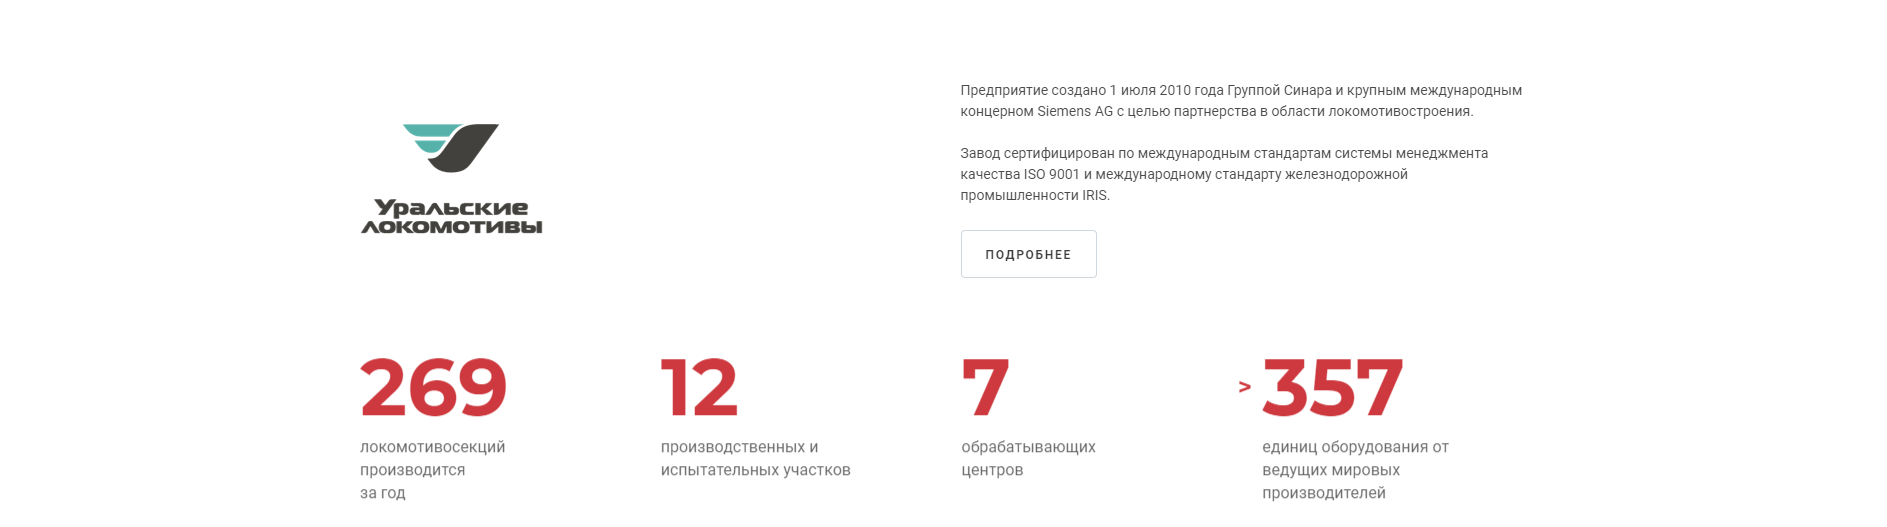 Уральские
локомотивы
Предприятие создано 1 июля 2010 года Группой Синара и крупным международным
концерном Siemens AG с целью партнерства в области локомотивостроения.
Завод сертифицирован по международным стандартам системы менеджмента
качества ISO 9001 и международному стандарту железнодорожной
промышленности IRIS.
ПОДРОБНЕЕ
269
локомотивосекций
производится
за год
12
производственных и
испытательных участков
7
обрабатывающих
центров
> 357
единиц оборудования от
ведущих мировых
производителей